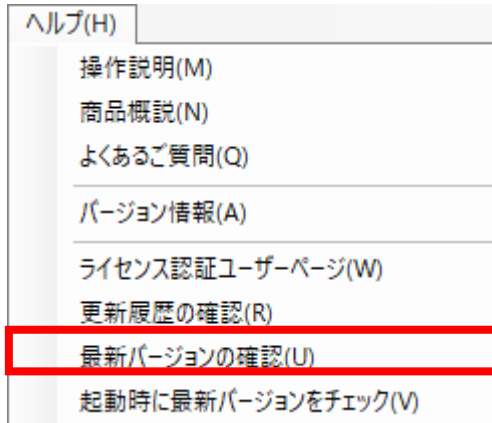 ヘルプ(H)
操作説明(M)
商品概説(N)
よくあるご質問(Q)
バージョン情報(A)
ライセンス認証ユーザーページ(W)
更新履歴の確認(R)
最新バージョンの確認(U)
起動時に最新バージョンをチェック(V)